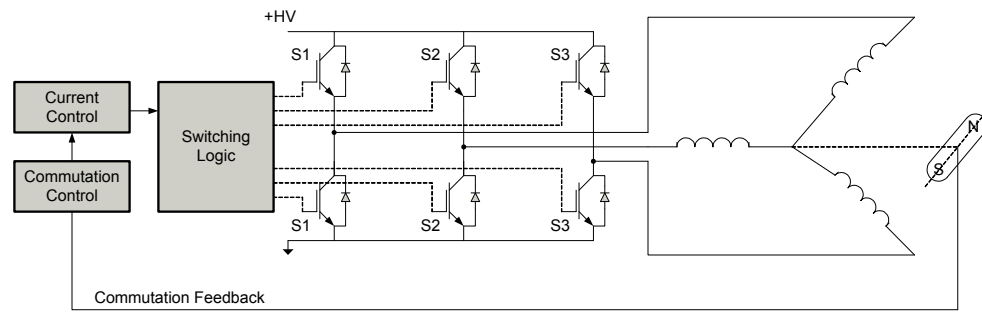 +HV
S1
S2
S3
Current
Control
Switching
Logic
Commutation
Control
S1
S2
S3
N
S
Commutation Feedback